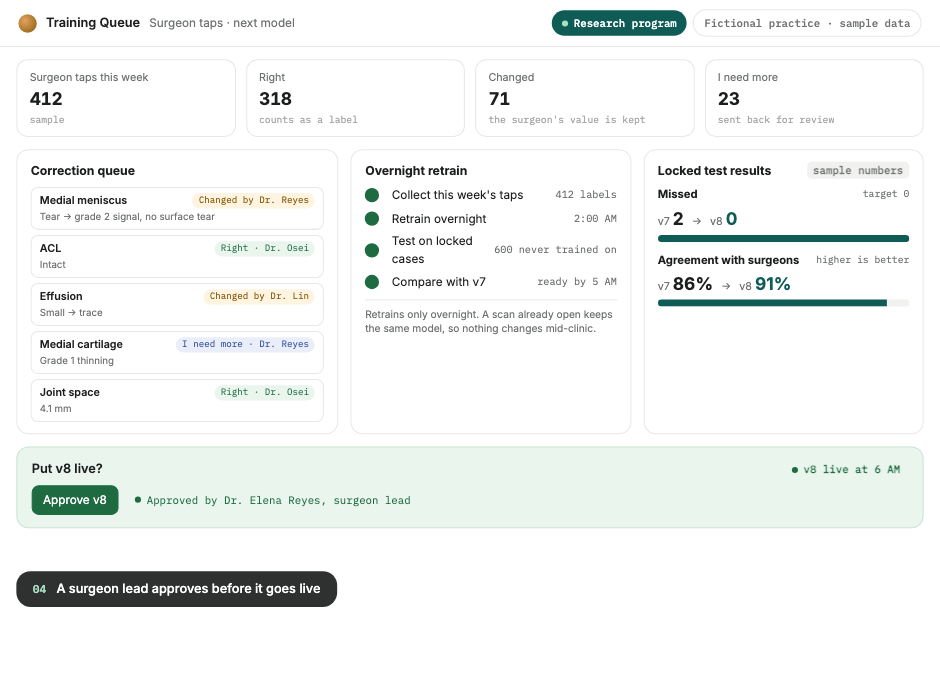 Training Queue Surgeon taps · next model
Research program
Fictional practice · sample data
Surgeon taps this week
412
sample
Right
318
counts as a label
Changed
71
the surgeon's value is kept
I need more
23
sent back for review
Correction queue
Medial meniscus Changed by Dr. Reyes
Tear → grade 2 signal, no surface tear
ACL Right · Dr. Osei
Intact
Effusion Changed by Dr. Lin
Small → trace
Medial cartilage I need more · Dr. Reyes
Grade 1 thinning
Joint space Right · Dr. Osei
4.1 mm
Overnight retrain
Collect this week's taps 412 labels
Retrain overnight 2:00 AM
Test on locked
cases 600 never trained on
Compare with v7 ready by 5 AM
Retrains only overnight. A scan already open keeps
the same model, so nothing changes mid-clinic.
Locked test results sample numbers
Missed target 0
v7 2 → v8 0
Agreement with surgeons higher is better
v7 86% → v8 91%
Put v8 live? v8 live at 6 AM
Approve v8 Approved by Dr. Elena Reyes, surgeon lead
04 A surgeon lead approves before it goes live